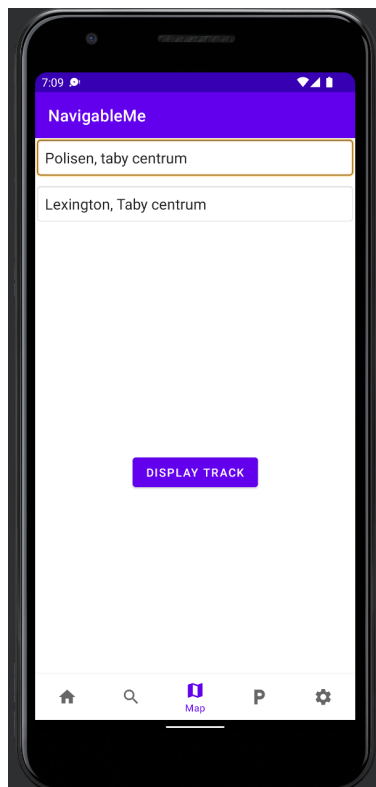 7:09
NavigableMe
Polisen, taby centrum
Lexington, Taby centrum
DISPLAY TRACK
Map
P